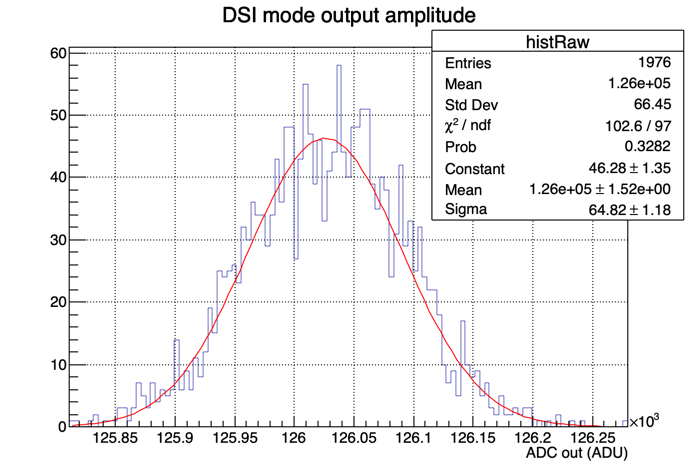 DSI mode output amplitude
histRaw
Entries 1976
Mean 1.26e+05
Std Dev 66.45
χ² / ndf 102.6 / 97
Prob 0.3282
Constant 46.28 ± 1.35
Mean 1.26e+05 ± 1.52e+00
Sigma 64.82 ± 1.18
60
50
40
30
20
10
0
125.85 125.9 125.95 126 126.05 126.1 126.15 126.2 126.25
×10³
ADC out (ADU)